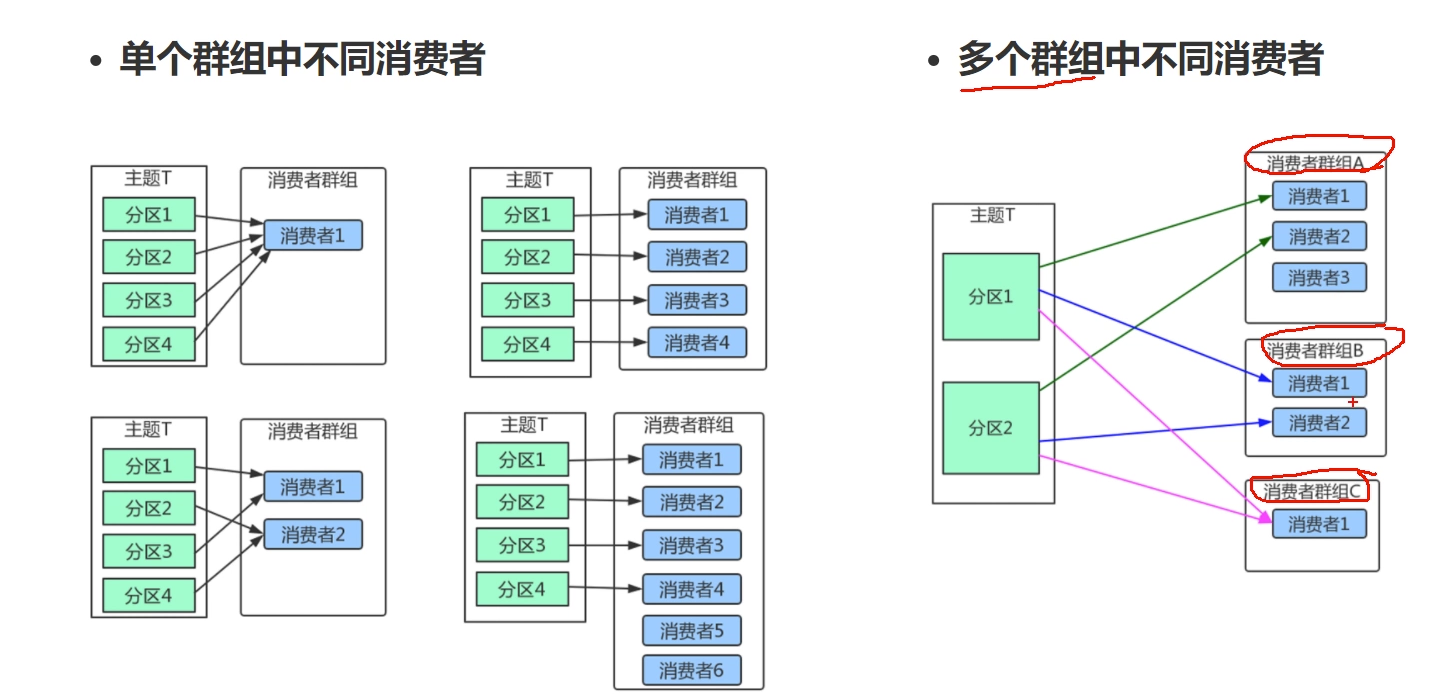 单个群组中不同消费者
主题T
分区1
分区2
分区3
分区4
消费者群组
消费者1
主题T
分区1
分区2
分区3
分区4
消费者群组
消费者1
消费者2
消费者3
消费者4
主题T
分区1
分区2
分区3
分区4
消费者群组
消费者1
消费者2
主题T
分区1
分区2
分区3
分区4
消费者群组
消费者1
消费者2
消费者3
消费者4
消费者5
消费者6
多个群组中不同消费者
主题T
分区1
分区2
消费者群组A
消费者1
消费者2
消费者3
消费者群组B
消费者1
消费者2
消费者群组C
消费者1